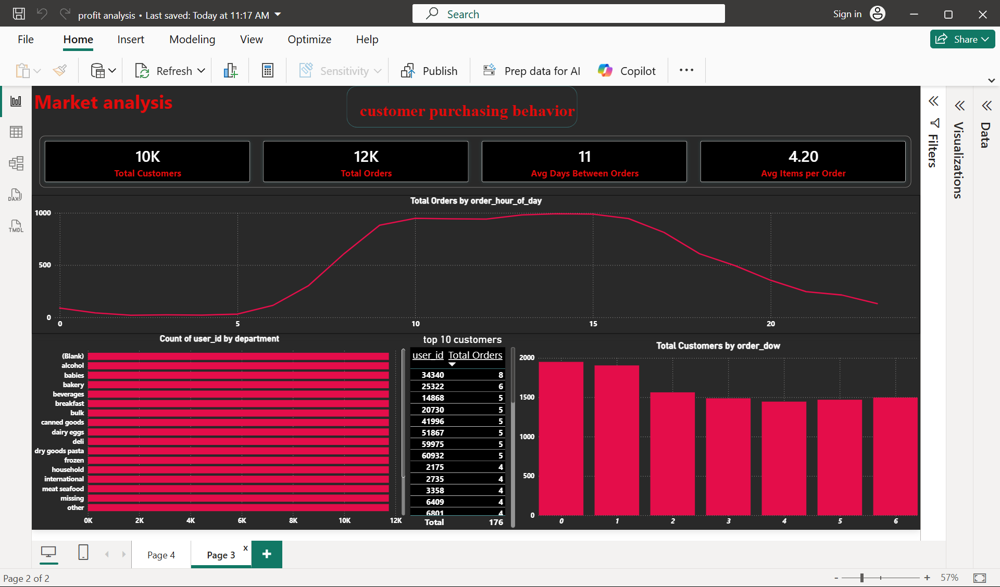 profit analysis • Last saved: Today at 11:17 AM
Search
Sign in
File Home Insert Modeling View Optimize Help
Share
Refresh
Sensitivity
Publish
Prep data for AI
Copilot
DAX
TMDL
Market analysis
customer purchasing behavior
10K
Total Customers
12K
Total Orders
11
Avg Days Between Orders
4.20
Avg Items per Order
Total Orders by order_hour_of_day
1000
500
0
0 5 10 15 20
Count of user_id by department
(Blank)
alcohol
babies
bakery
beverages
breakfast
bulk
canned goods
dairy eggs
deli
dry goods pasta
frozen
household
international
meat seafood
missing
other
0K 2K 4K 6K 8K 10K 12K
top 10 customers
user_id Total Orders
34340 8
25322 6
14868 5
20730 5
41996 5
51867 5
59975 5
60932 5
2175 4
2735 4
3358 4
6409 4
6801 4
Total 176
Total Customers by order_dow
2000
1500
1000
500
0
0 1 2 3 4 5 6
Filters
Visualizations
Data
Page 4
Page 3
x
+
Page 2 of 2
- + 57%